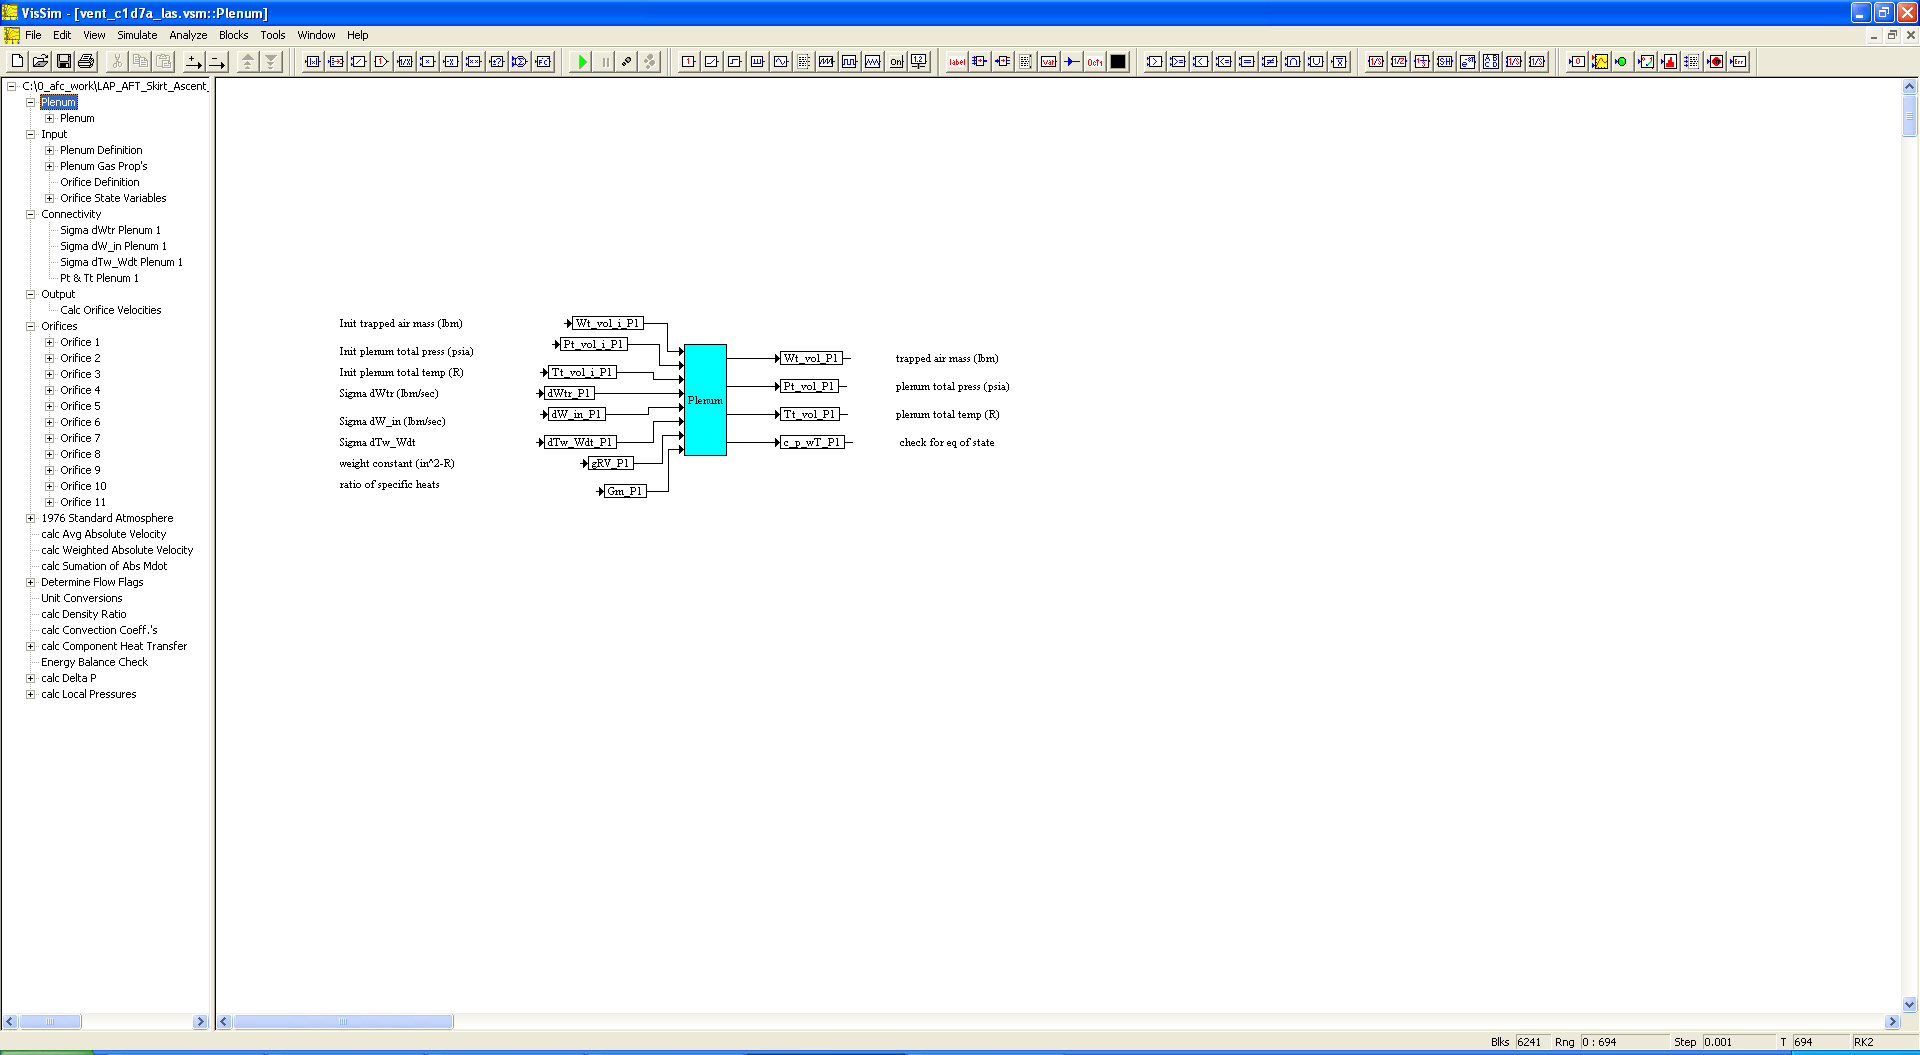 VisSim - [vent_c1d7a_las.vsm::Plenum]
File Edit View Simulate Analyze Blocks Tools Window Help
C:\0_afc_work\LAP_AFT_Skirt_Ascent_
Plenum
Plenum
Input
Plenum Definition
Plenum Gas Prop's
Orifice Definition
Orifice State Variables
Connectivity
Sigma dWtr Plenum 1
Sigma dW_in Plenum 1
Sigma dTw_Wdt Plenum 1
Pt & Tt Plenum 1
Output
Calc Orifice Velocities
Orifices
Orifice 1
Orifice 2
Orifice 3
Orifice 4
Orifice 5
Orifice 6
Orifice 7
Orifice 8
Orifice 9
Orifice 10
Orifice 11
1976 Standard Atmosphere
calc Avg Absolute Velocity
calc Weighted Absolute Velocity
calc Sumation of Abs Mdot
Determine Flow Flags
Unit Conversions
calc Density Ratio
calc Convection Coeff.'s
calc Component Heat Transfer
Energy Balance Check
calc Delta P
calc Local Pressures
Init trapped air mass (lbm) Wt_vol_i_P1
Init plenum total press (psia) Pt_vol_i_P1
Init plenum total temp (R) Tt_vol_i_P1
Sigma dWtr (lbm/sec) dWtr_P1
Sigma dW_in (lbm/sec) dW_in_P1
Sigma dTw_Wdt dTw_Wdt_P1
weight constant (in^2-R) gRV_P1
ratio of specific heats Gm_P1
Plenum
Wt_vol_P1 trapped air mass (lbm)
Pt_vol_P1 plenum total press (psia)
Tt_vol_P1 plenum total temp (R)
c_p_wT_P1 check for eq of state
Blks 6241 Rng 0 : 694 Step 0.001 T 694 RK2